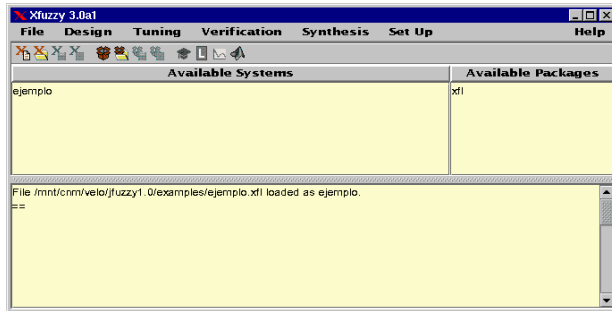 Xfuzzy 3.0a1
File Design Tuning Verification Synthesis Set Up Help
Available Systems Available Packages
ejemplo xfl
File /mnt/cnm/velo/jfuzzy1.0/examples/ejemplo.xfl loaded as ejemplo.
==